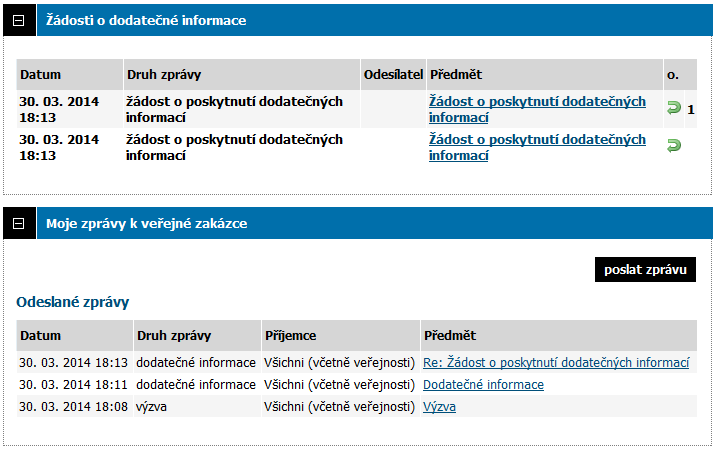 Žádosti o dodatečné informace
Datum Druh zprávy Odesílatel Předmět o.
30. 03. 2014 žádost o poskytnutí dodatečných Žádost o poskytnutí dodatečných 1
18:13 informací informací
30. 03. 2014 žádost o poskytnutí dodatečných Žádost o poskytnutí dodatečných
18:13 informací informací
Moje zprávy k veřejné zakázce
poslat zprávu
Odeslané zprávy
Datum Druh zprávy Příjemce Předmět
30. 03. 2014 18:13 dodatečné informace Všichni (včetně veřejnosti) Re: Žádost o poskytnutí dodatečných informací
30. 03. 2014 18:11 dodatečné informace Všichni (včetně veřejnosti) Dodatečné informace
30. 03. 2014 18:08 výzva Všichni (včetně veřejnosti) Výzva